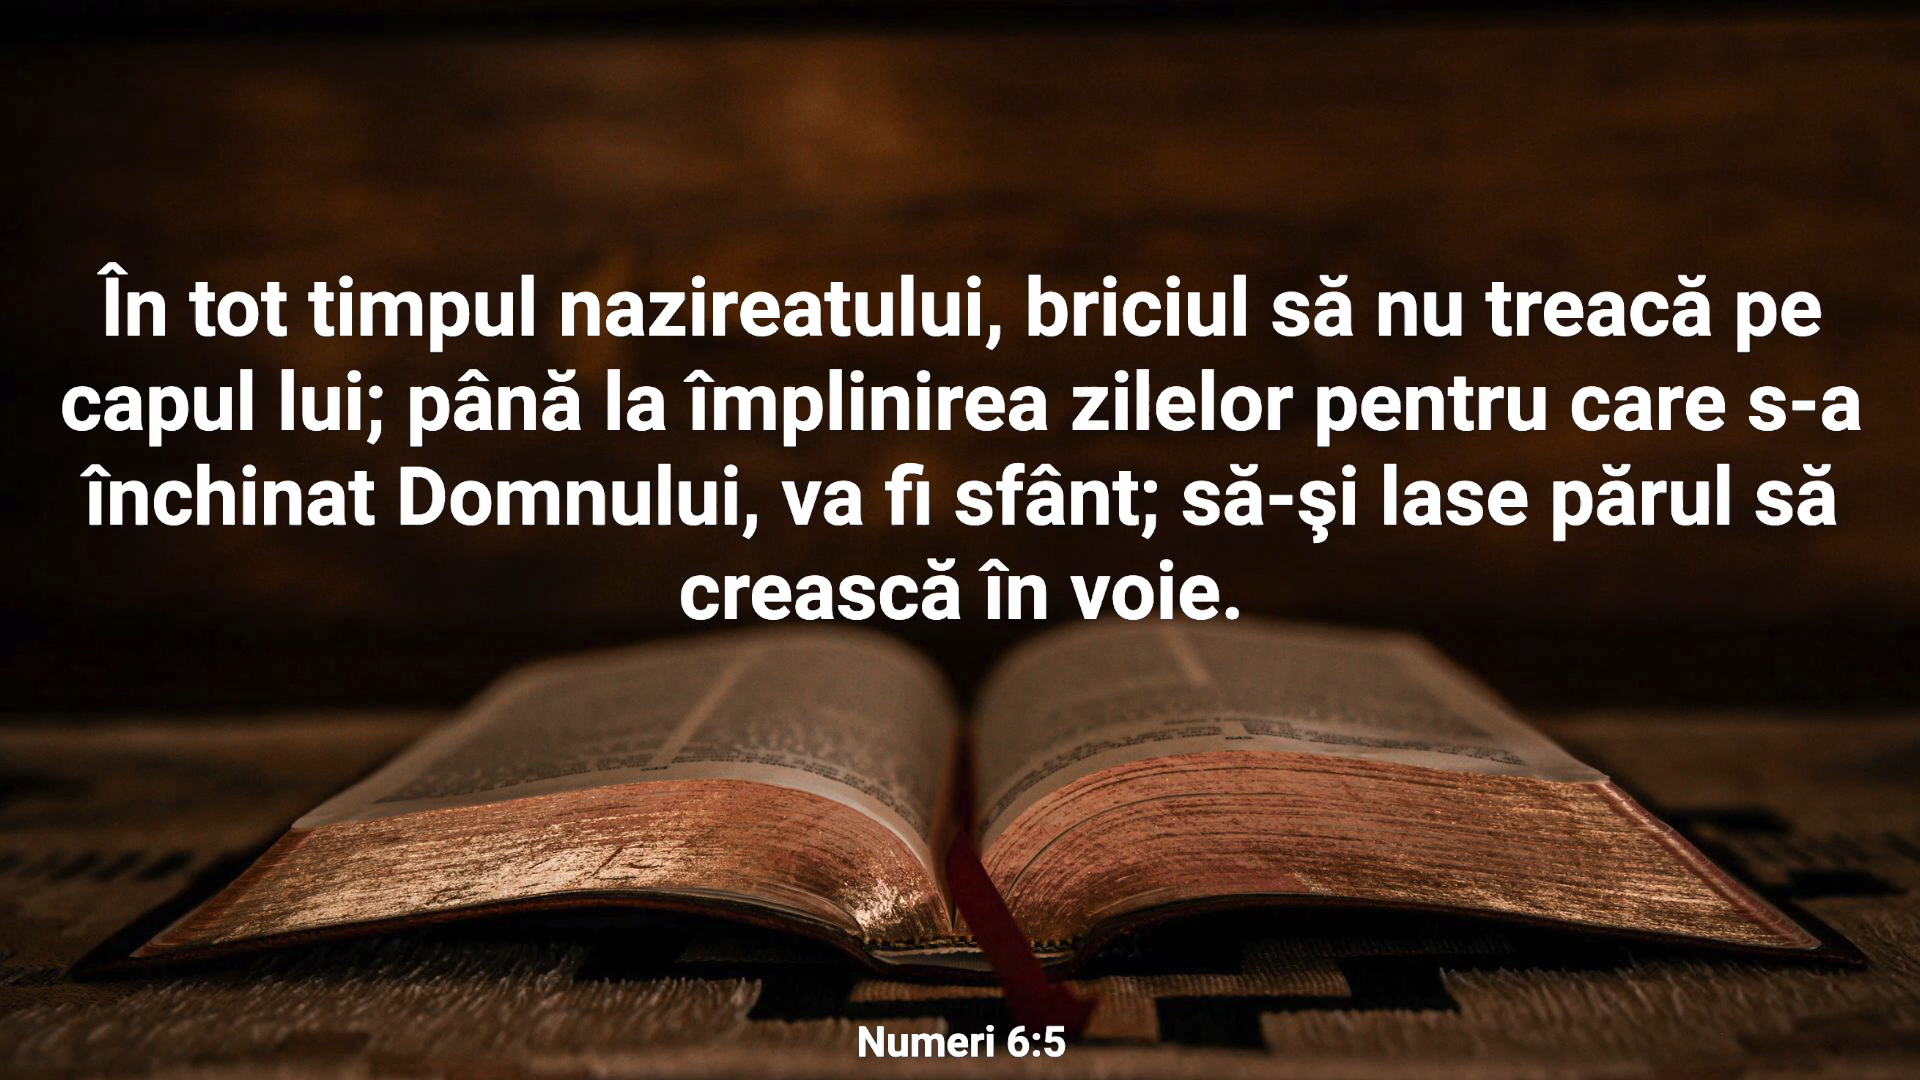 În tot timpul nazireatului, briciul să nu treacă pe
capul lui; până la împlinirea zilelor pentru care s-a
închinat Domnului, va fi sfânt; să-şi lase părul să
crească în voie.
Numeri 6:5